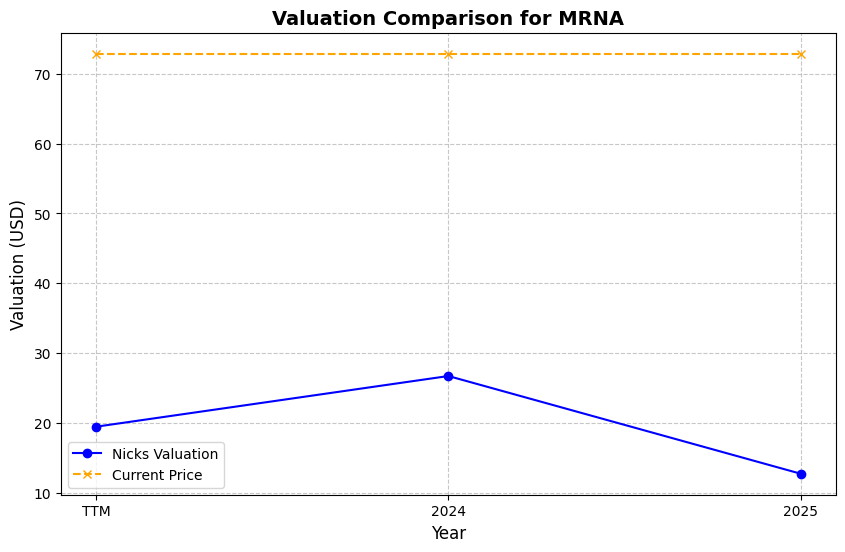 Valuation Comparison for MRNA
Valuation (USD)
70
60
50
40
30
20
10
Nicks Valuation
Current Price
TTM
2024
2025
Year